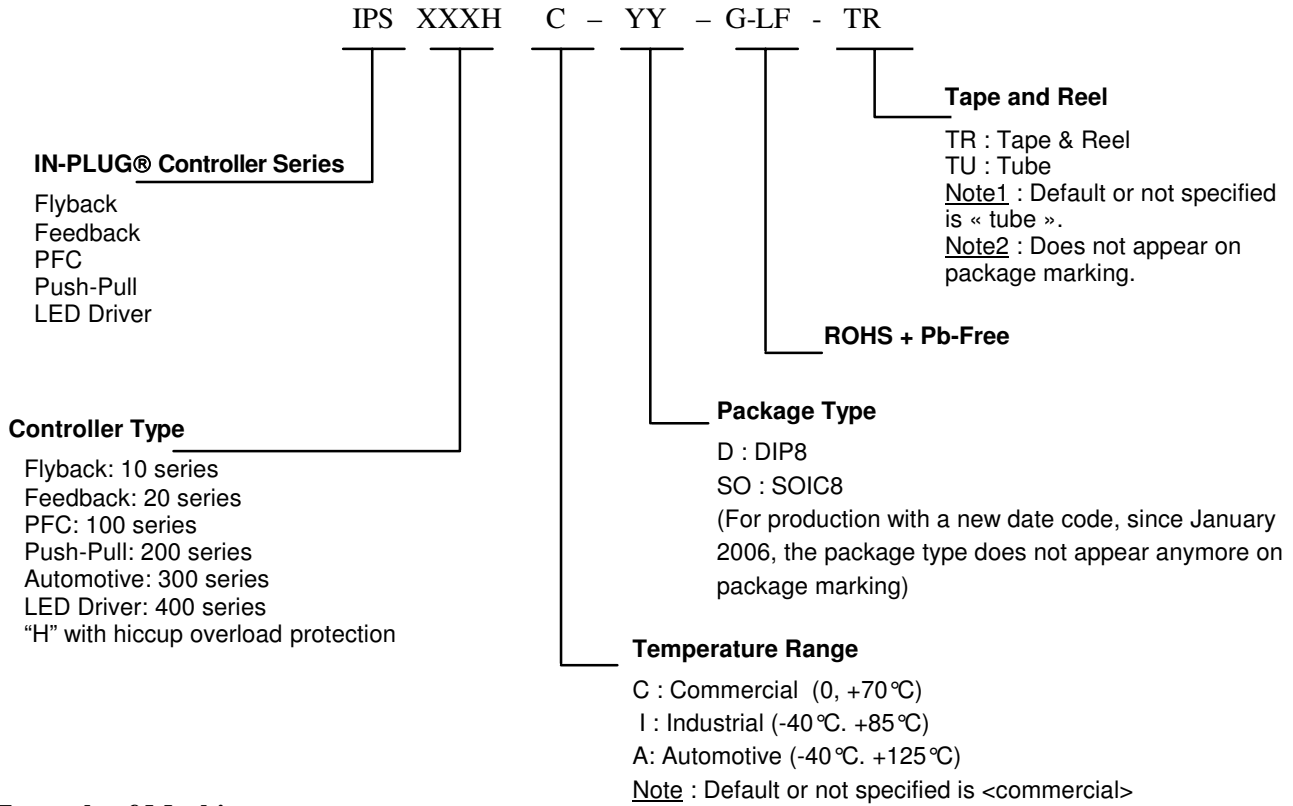 IPS XXXH C – YY – G-LF - TR
Tape and Reel
TR : Tape & Reel
TU : Tube
Note1 : Default or not specified
is « tube ».
Note2 : Does not appear on
package marking.
IN-PLUG® Controller Series
Flyback
Feedback
PFC
Push-Pull
LED Driver
ROHS + Pb-Free
Package Type
D : DIP8
SO : SOIC8
(For production with a new date code, since January
2006, the package type does not appear anymore on
package marking)
Controller Type
Flyback: 10 series
Feedback: 20 series
PFC: 100 series
Push-Pull: 200 series
Automotive: 300 series
LED Driver: 400 series
“H” with hiccup overload protection
Temperature Range
C : Commercial (0, +70°C)
I : Industrial (-40°C. +85°C)
A: Automotive (-40°C. +125°C)
Note : Default or not specified is <commercial>